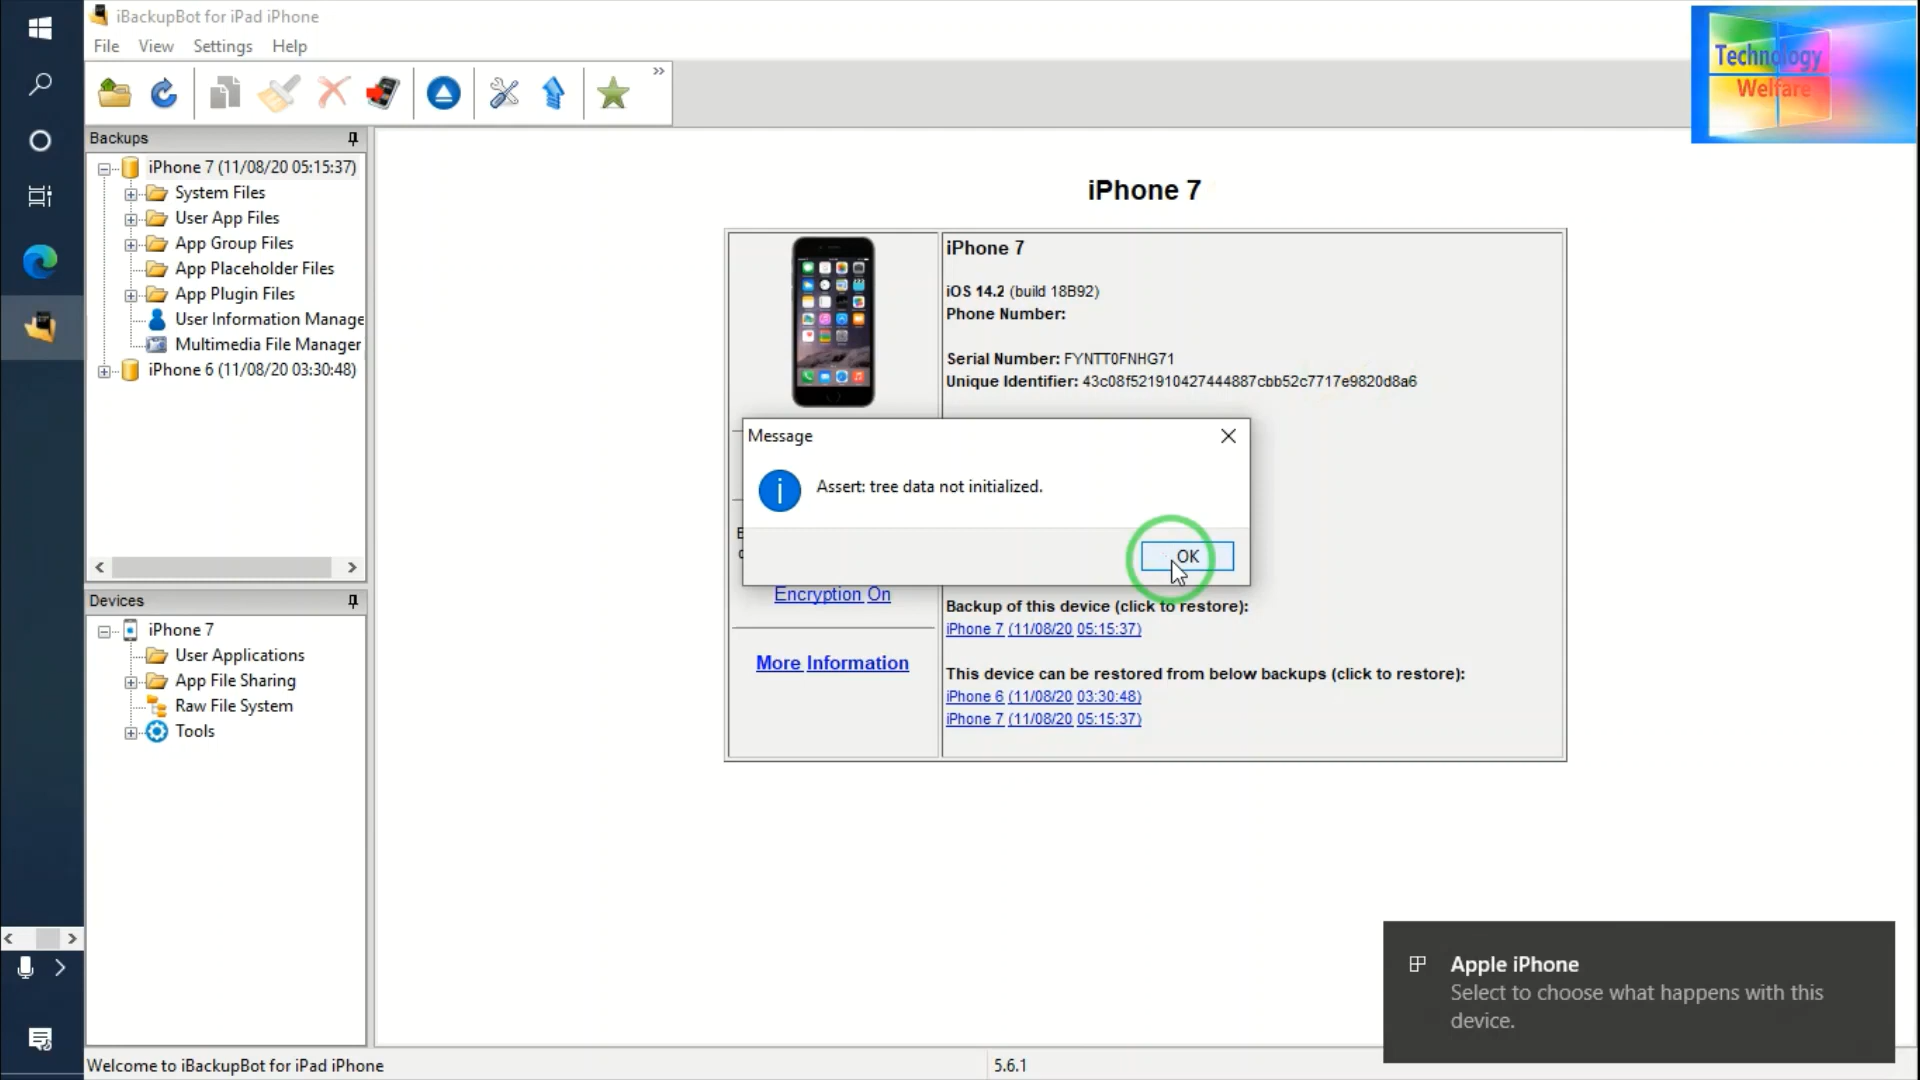 iBackupBot for iPad iPhone
File View Settings Help
»
Technology
Welfare
Backups
iPhone 7 (11/08/20 05:15:37)
System Files
User App Files
App Group Files
App Placeholder Files
App Plugin Files
User Information Manage
Multimedia File Manager
iPhone 6 (11/08/20 03:30:48)
Devices
iPhone 7
User Applications
App File Sharing
Raw File System
Tools
iPhone 7
iPhone 7
iOS 14.2 (build 18B92)
Phone Number:
Serial Number: FYNTT0FNHG71
Unique Identifier: 43c08f521910427444887cbb52c7717e9820d8a6
Message
Assert: tree data not initialized.
OK
Encryption On
More Information
Backup of this device (click to restore):
iPhone 7 (11/08/20 05:15:37)
This device can be restored from below backups (click to restore):
iPhone 6 (11/08/20 03:30:48)
iPhone 7 (11/08/20 05:15:37)
Apple iPhone
Select to choose what happens with this
device.
Welcome to iBackupBot for iPad iPhone
5.6.1